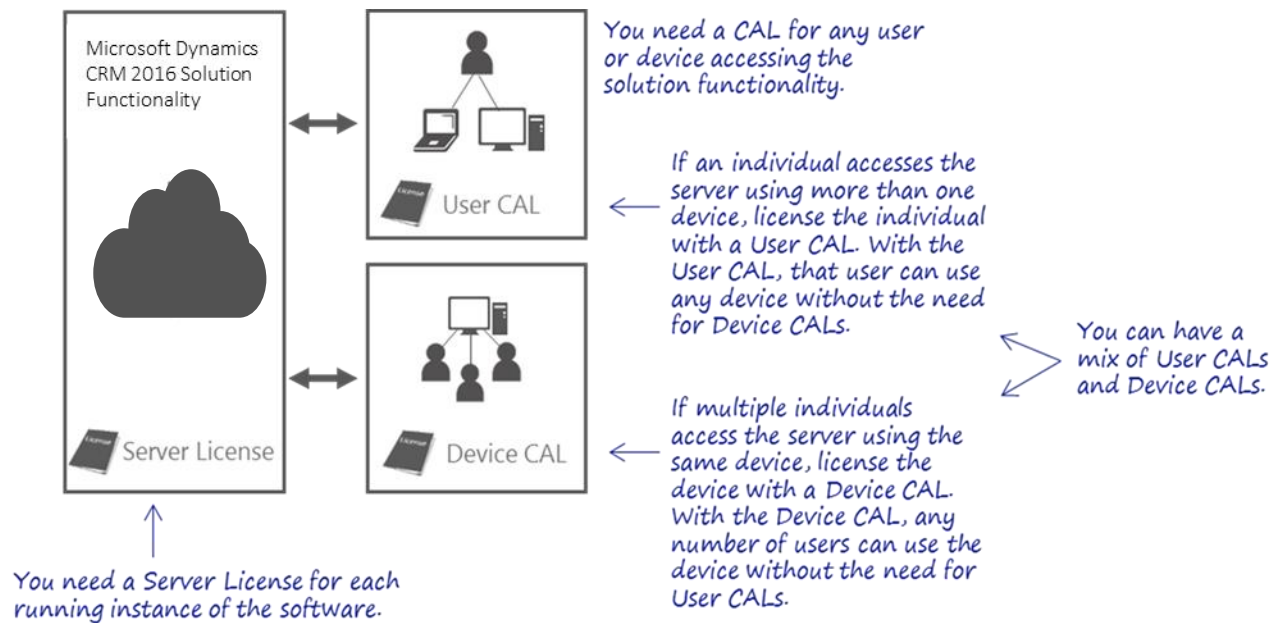 Microsoft Dynamics
CRM 2016 Solution
Functionality
License
Server License
You need a Server License for each
running instance of the software.
License
User CAL
License
Device CAL
You need a CAL for any user
or device accessing the
solution functionality.
If an individual accesses the
server using more than one
device, license the individual
with a User CAL. With the
User CAL, that user can use
any device without the need
for Device CALs.
If multiple individuals
access the server using the
same device, license the
device with a Device CAL.
With the Device CAL, any
number of users can use the
device without the need for
User CALs.
You can have a
mix of User CALs
and Device CALs.